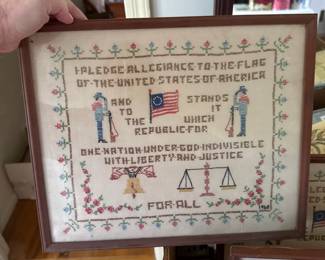 I PLEDGE ALLEGIANCE TO THE FLAG
OF THE UNITED STATES OF AMERICA
AND STANDS
TO IT
THE WHICH
REPUBLIC FOR
ONE NATION UNDER GOD INDIVISIBLE
WITH LIBERTY AND JUSTICE
FOR ALL